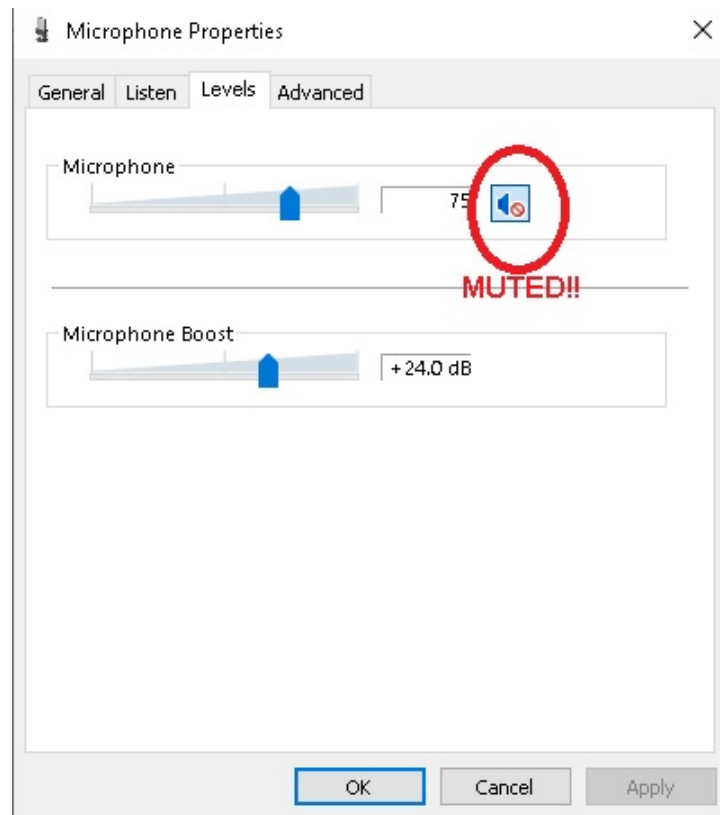 Microphone Properties
General Listen Levels Advanced
Microphone
75
MUTED!!
Microphone Boost
+24.0 dB
OK Cancel Apply